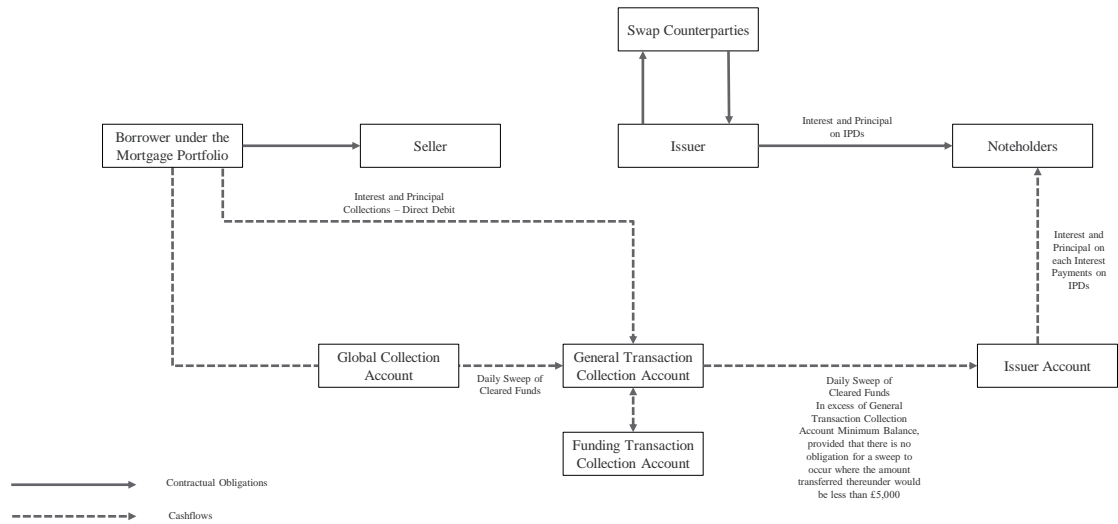 Swap Counterparties
Borrower under the
Mortgage Portfolio
Seller
Issuer
Interest and Principal
on IPDs
Noteholders
Interest and Principal
Collections – Direct Debit
Interest and
Principal on
each Interest
Payments on
IPDs
Global Collection
Account
Daily Sweep of
Cleared Funds
General Transaction
Collection Account
Daily Sweep of
Cleared Funds
In excess of General
Transaction Collection
Account Minimum Balance,
provided that there is no
obligation for a sweep to
occur where the amount
transferred thereunder would
be less than £5,000
Issuer Account
Funding Transaction
Collection Account
Contractual Obligations
Cashflows